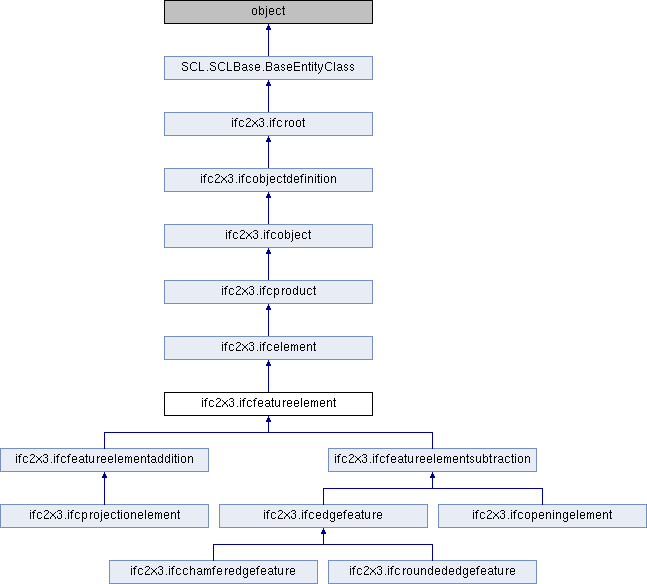 object
SCL.SCLBase.BaseEntityClass
ifc2x3.ifcroot
ifc2x3.ifcobjectdefinition
ifc2x3.ifcobject
ifc2x3.ifcproduct
ifc2x3.ifcelement
ifc2x3.ifcfeatureelement
ifc2x3.ifcfeatureelementaddition
ifc2x3.ifcfeatureelementsubtraction
ifc2x3.ifcprojectionelement
ifc2x3.ifcedgefeature
ifc2x3.ifcopeningelement
ifc2x3.ifcchamferedgefeature
ifc2x3.ifcroundededgefeature